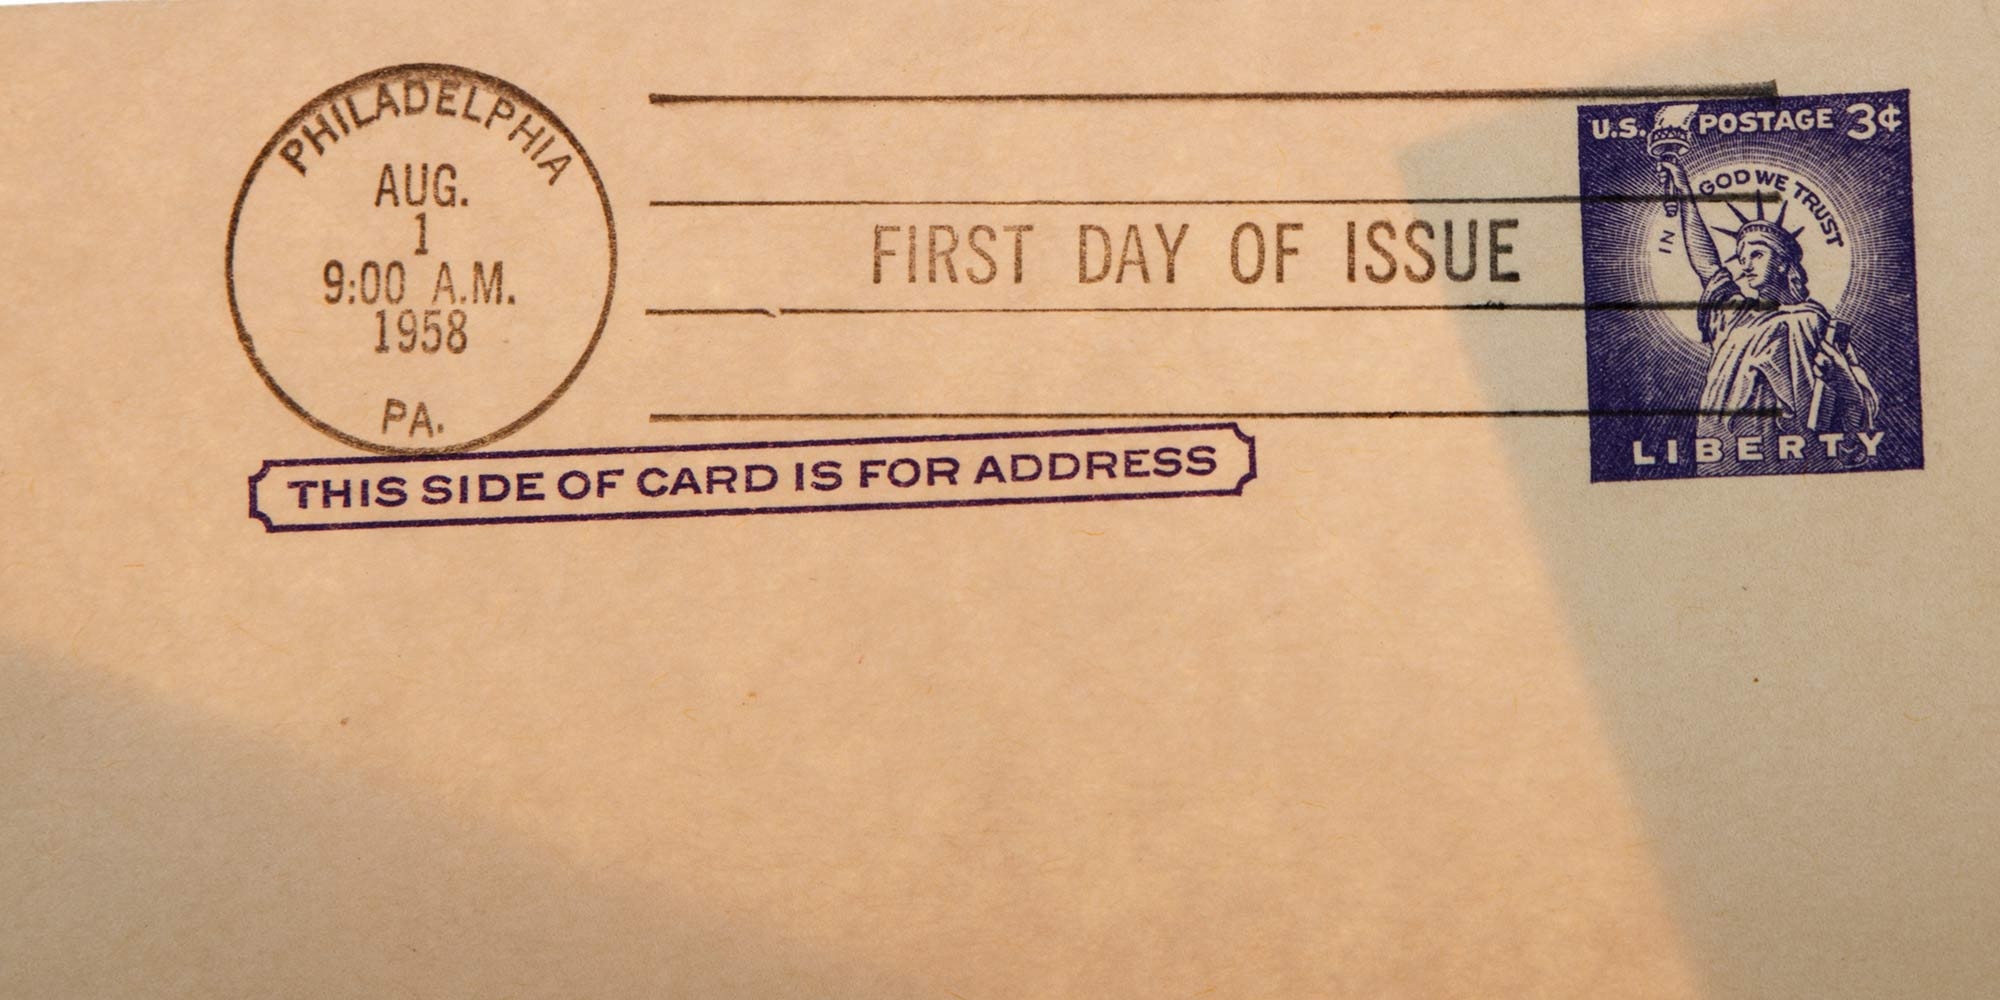 PHILADELPHIA
AUG.
1
9:00 A.M.
1958
PA.
FIRST DAY OF ISSUE
U.S. POSTAGE 3¢
IN GOD WE TRUST
LIBERTY
THIS SIDE OF CARD IS FOR ADDRESS